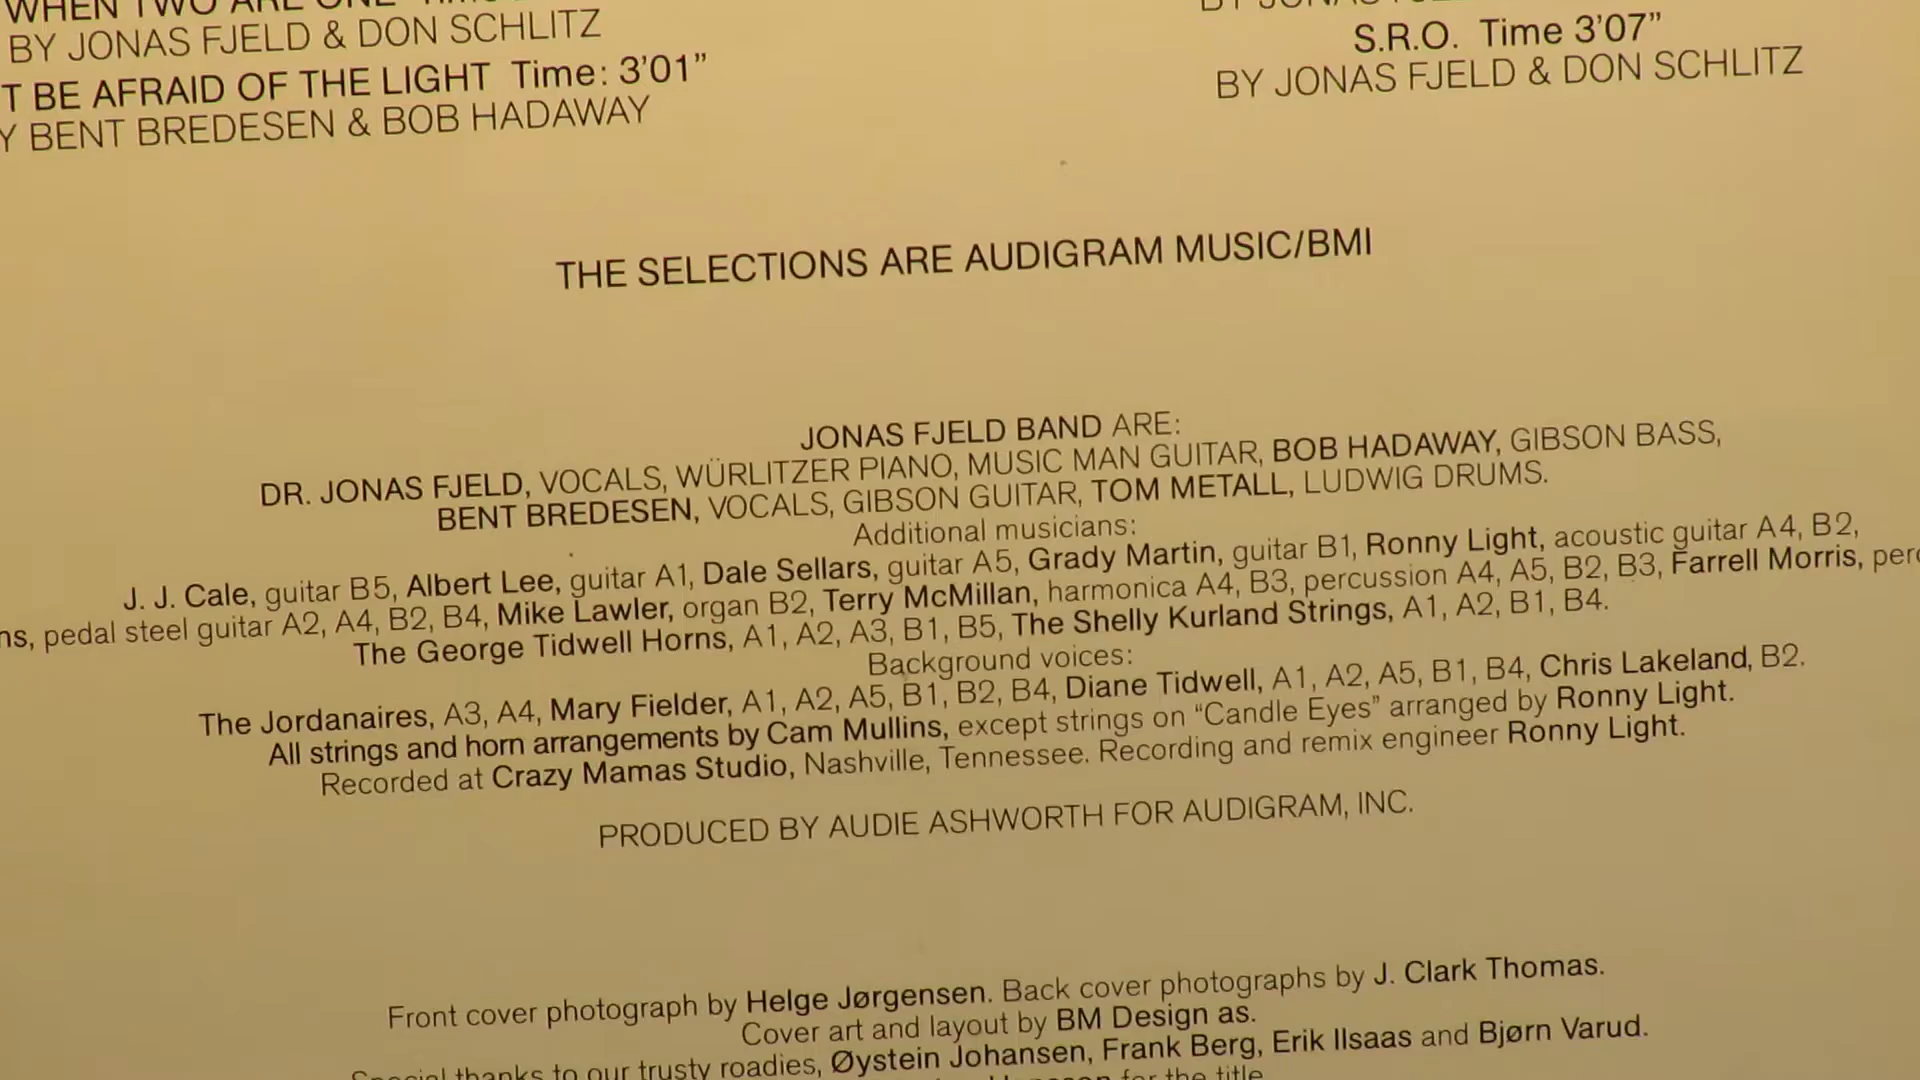 WHEN TWO ARE ONE
BY JONAS FJELD & DON SCHLITZ
T BE AFRAID OF THE LIGHT Time: 3'01"
Y BENT BREDESEN & BOB HADAWAY
S.R.O. Time 3'07"
BY JONAS FJELD & DON SCHLITZ
THE SELECTIONS ARE AUDIGRAM MUSIC/BMI
JONAS FJELD BAND ARE:
DR. JONAS FJELD, VOCALS, WÜRLITZER PIANO, MUSIC MAN GUITAR, BOB HADAWAY, GIBSON BASS,
BENT BREDESEN, VOCALS, GIBSON GUITAR, TOM METALL, LUDWIG DRUMS.
Additional musicians:
J. J. Cale, guitar B5, Albert Lee, guitar A1, Dale Sellars, guitar A5, Grady Martin, guitar B1, Ronny Light, acoustic guitar A4, B2,
ns, pedal steel guitar A2, A4, B2, B4, Mike Lawler, organ B2, Terry McMillan, harmonica A4, B3, percussion A4, A5, B2, B3, Farrell Morris, perc
The George Tidwell Horns, A1, A2, A3, B1, B5, The Shelly Kurland Strings, A1, A2, B1, B4.
Background voices:
The Jordanaires, A3, A4, Mary Fielder, A1, A2, A5, B1, B2, B4, Diane Tidwell, A1, A2, A5, B1, B4, Chris Lakeland, B2.
All strings and horn arrangements by Cam Mullins, except strings on “Candle Eyes” arranged by Ronny Light.
Recorded at Crazy Mamas Studio, Nashville, Tennessee. Recording and remix engineer Ronny Light.
PRODUCED BY AUDIE ASHWORTH FOR AUDIGRAM, INC.
Front cover photograph by Helge Jørgensen. Back cover photographs by J. Clark Thomas.
Cover art and layout by BM Design as.
Special thanks to our trusty roadies, Øystein Johansen, Frank Berg, Erik Ilsaas and Bjørn Varud.
for the title